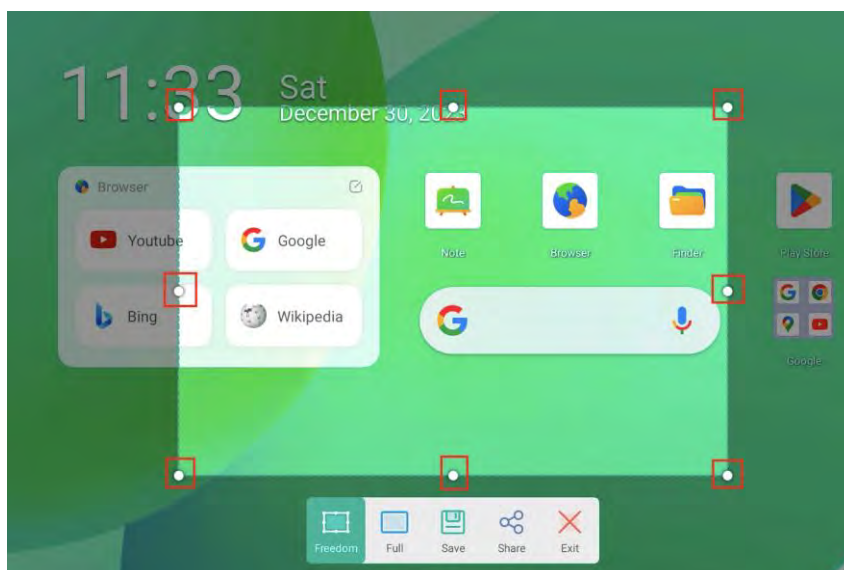 11:33
Sat
December 30, 2023
Browser
Youtube
Google
Bing
Wikipedia
Note
Browser
Finder
Play Store
Google
Freedom
Full
Save
Share
Exit